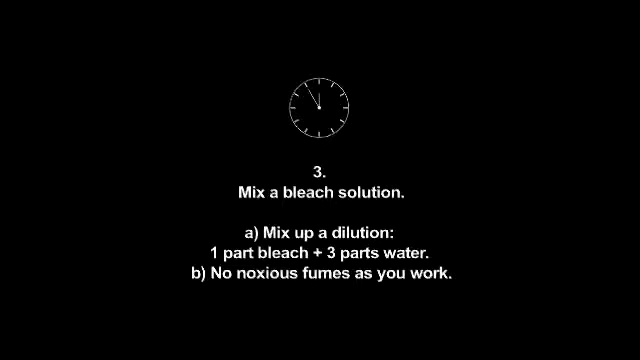 3.
Mix a bleach solution.
a) Mix up a dilution:
1 part bleach + 3 parts water.
b) No noxious fumes as you work.